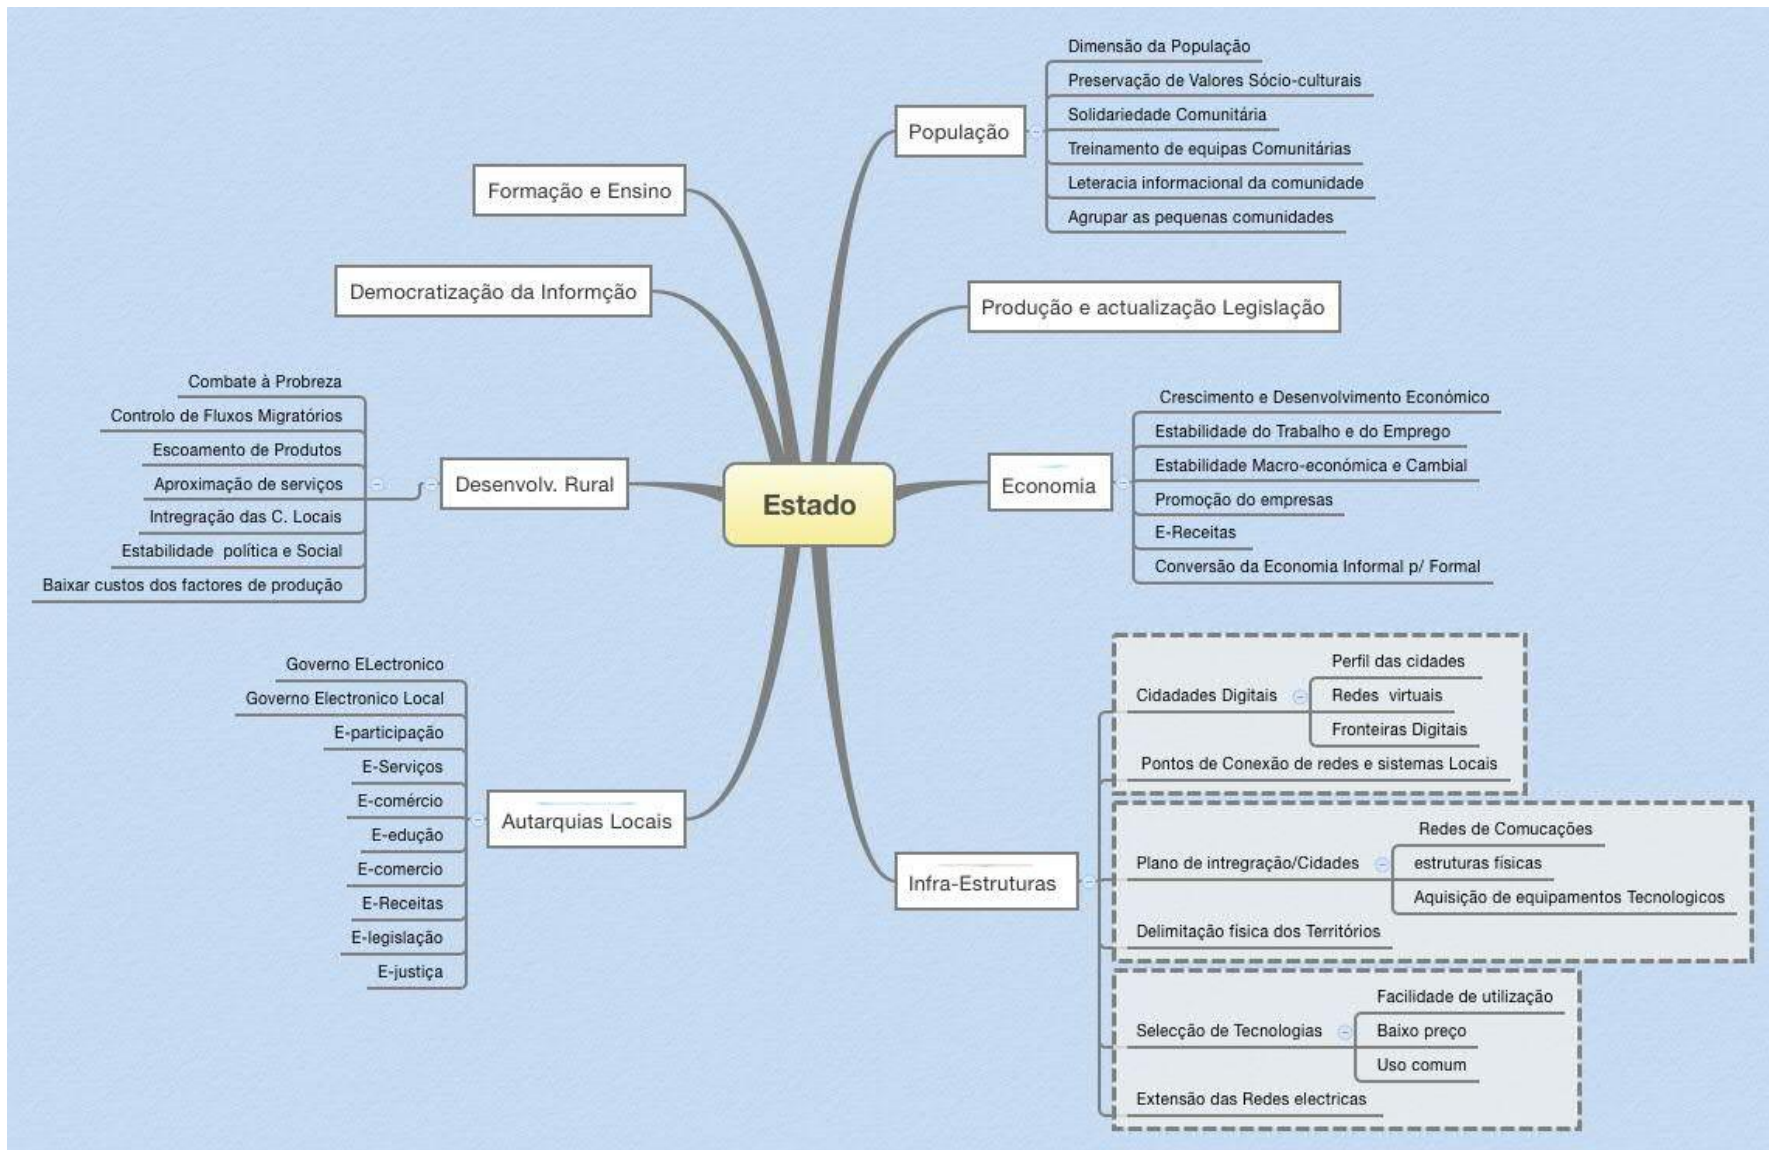 Estado
População
Dimensão da População
Preservação de Valores Sócio-culturais
Solidariedade Comunitária
Treinamento de equipas Comunitárias
Leteracia informacional da comunidade
Agrupar as pequenas comunidades
Produção e actualização Legislação
Economia
Crescimento e Desenvolvimento Económico
Estabilidade do Trabalho e do Emprego
Estabilidade Macro-económica e Cambial
Promoção do empresas
E-Receitas
Conversão da Economia Informal p/ Formal
Infra-Estruturas
Cidadades Digitais
Perfil das cidades
Redes virtuais
Fronteiras Digitais
Pontos de Conexão de redes e sistemas Locais
Plano de intregração/Cidades
Redes de Comucações
estruturas físicas
Aquisição de equipamentos Tecnologicos
Delimitação física dos Territórios
Selecção de Tecnologias
Facilidade de utilização
Baixo preço
Uso comum
Extensão das Redes electricas
Formação e Ensino
Democratização da Informção
Desenvolv. Rural
Combate à Probreza
Controlo de Fluxos Migratórios
Escoamento de Produtos
Aproximação de serviços
Intregração das C. Locais
Estabilidade política e Social
Baixar custos dos factores de produção
Autarquias Locais
Governo ELectronico
Governo Electronico Local
E-participação
E-Serviços
E-comércio
E-edução
E-comercio
E-Receitas
E-legislação
E-justiça